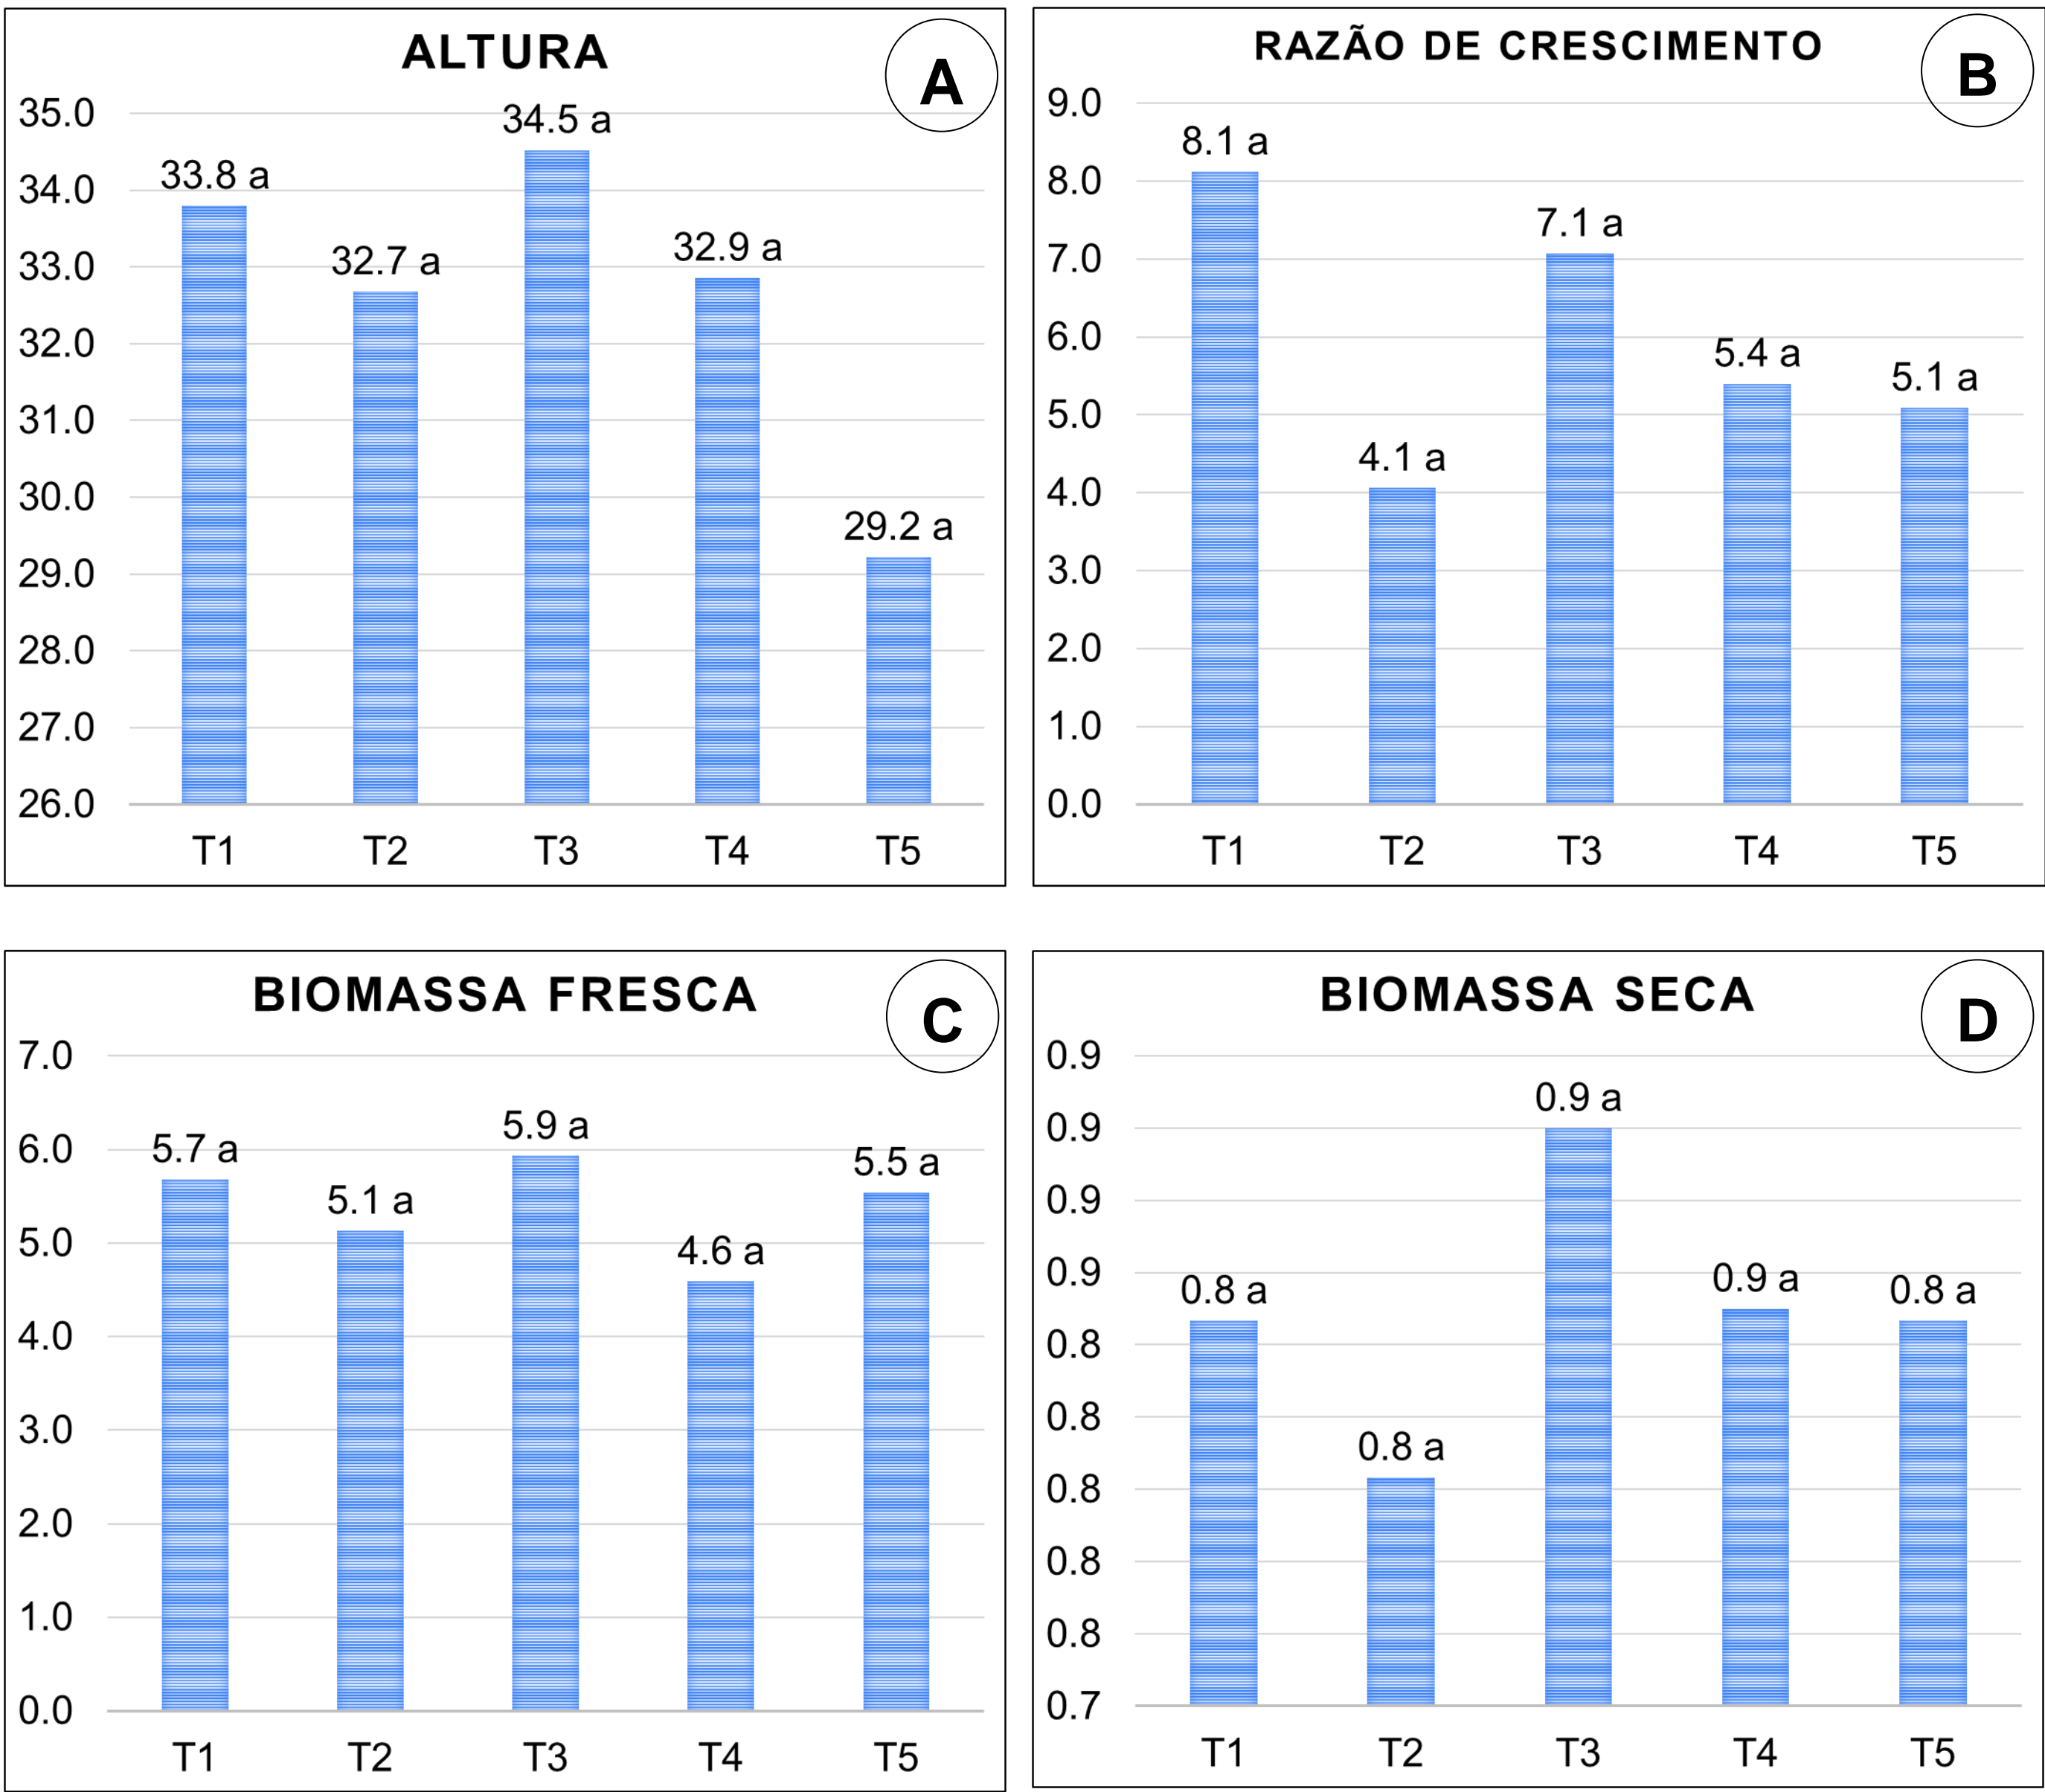 ALTURA
A
35.0
34.0
33.0
32.0
31.0
30.0
29.0
28.0
27.0
26.0
33.8 a
32.7 a
34.5 a
32.9 a
29.2 a
T1 T2 T3 T4 T5
RAZÃO DE CRESCIMENTO
B
9.0
8.0
7.0
6.0
5.0
4.0
3.0
2.0
1.0
0.0
8.1 a
4.1 a
7.1 a
5.4 a
5.1 a
T1 T2 T3 T4 T5
BIOMASSA FRESCA
C
7.0
6.0
5.0
4.0
3.0
2.0
1.0
0.0
5.7 a
5.1 a
5.9 a
4.6 a
5.5 a
T1 T2 T3 T4 T5
BIOMASSA SECA
D
0.9
0.9
0.9
0.9
0.8
0.8
0.8
0.8
0.8
0.7
0.8 a
0.8 a
0.9 a
0.9 a
0.8 a
T1 T2 T3 T4 T5